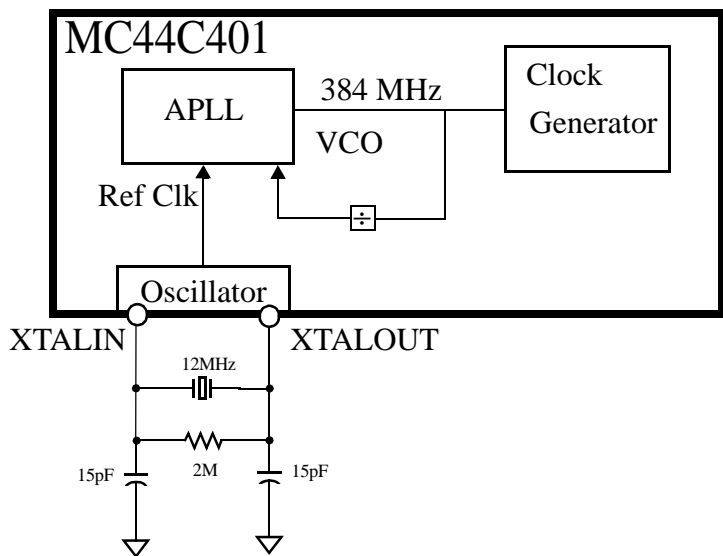 MC44C401
APLL
384 MHz
VCO
Clock
Generator
Ref Clk
÷
Oscillator
XTALIN
XTALOUT
12MHz
2M
15pF
15pF